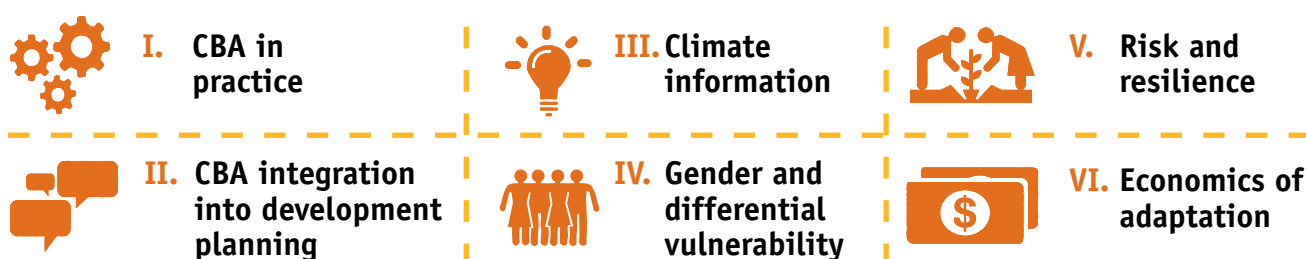 I. CBA in
practice
II. CBA integration
into development
planning
III. Climate
information
IV. Gender and
differential
vulnerability
V. Risk and
resilience
VI. Economics of
adaptation
$